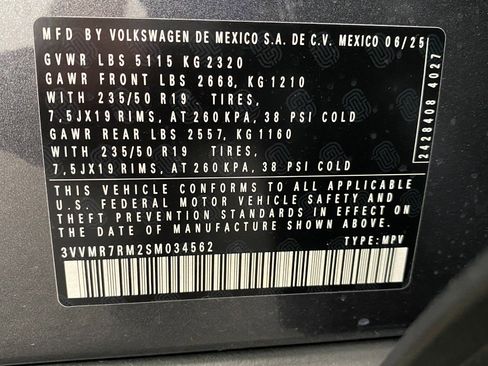 MFD BY VOLKSWAGEN DE MEXICO S.A. DE C.V. MEXICO 06/25
GVWR LBS 5115 KG 2320
GAWR FRONT LBS 2668, KG 1210
WITH 235/50 R19 TIRES,
7,5JX19 RIMS, AT 260 KPA, 38 PSI COLD
GAWR REAR LBS 2557, KG 1160
WITH 235/50 R19 TIRES,
7,5JX19 RIMS, AT 260 KPA, 38 PSI COLD
THIS VEHICLE CONFORMS TO ALL APPLICABLE
U.S. FEDERAL MOTOR VEHICLE SAFETY AND
THEFT PREVENTION STANDARDS IN EFFECT ON
THE DATE OF MANUFACTURE SHOWN ABOVE.
3VVMR7RM2SM034562 TYPE: MPV
2428408 4027